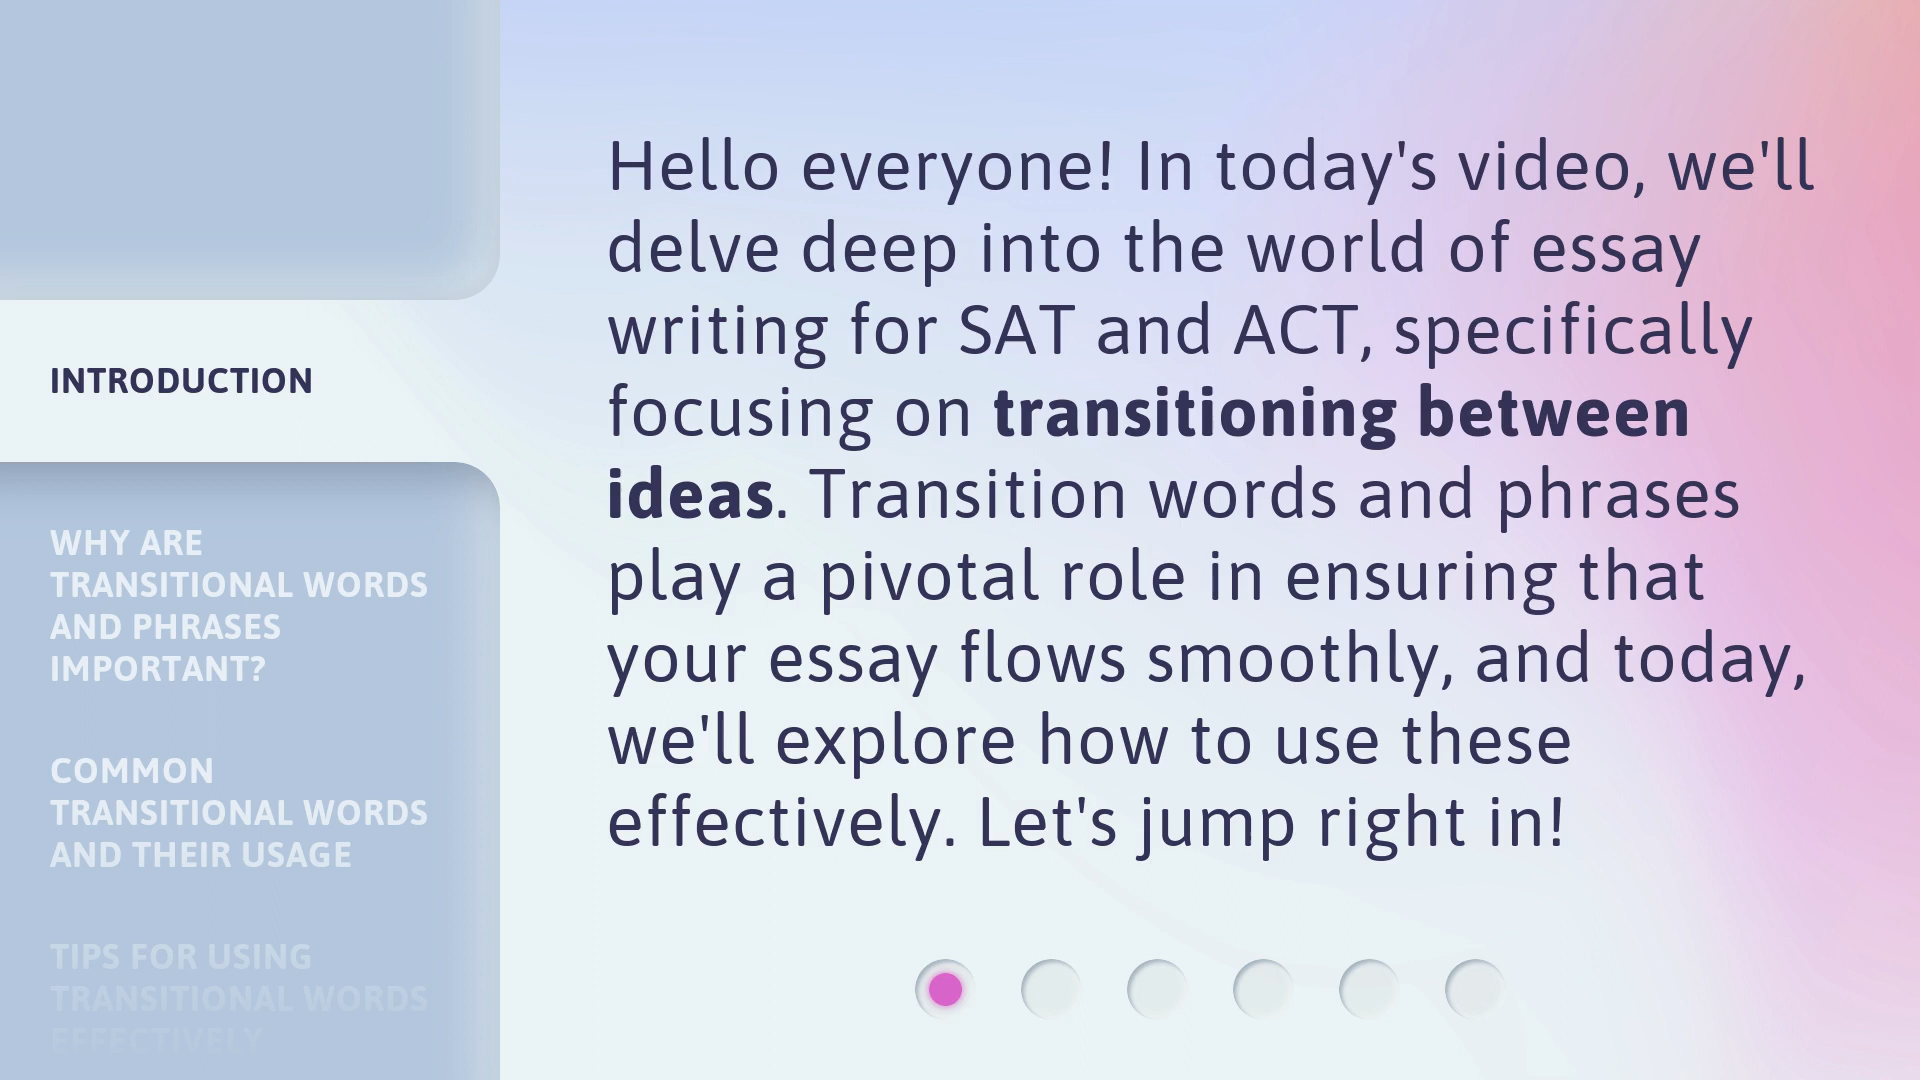 INTRODUCTION
WHY ARE
TRANSITIONAL WORDS
AND PHRASES
IMPORTANT?
COMMON
TRANSITIONAL WORDS
AND THEIR USAGE
TIPS FOR USING
TRANSITIONAL WORDS
EFFECTIVELY
Hello everyone! In today's video, we'll
delve deep into the world of essay
writing for SAT and ACT, specifically
focusing on transitioning between
ideas. Transition words and phrases
play a pivotal role in ensuring that
your essay flows smoothly, and today,
we'll explore how to use these
effectively. Let's jump right in!